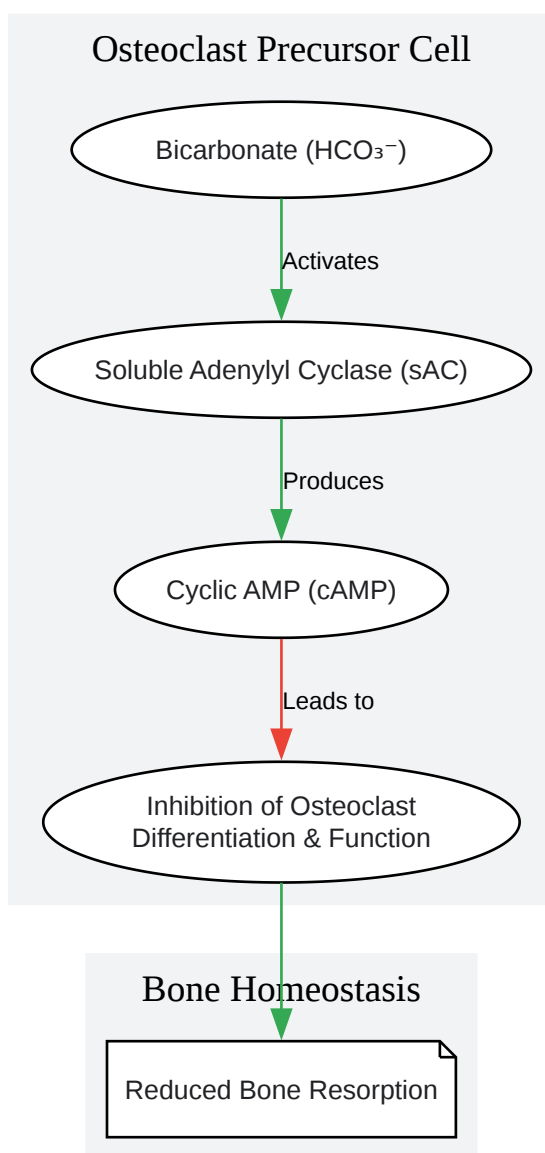 Osteoclast Precursor Cell
Bicarbonate (HCO₃⁻)
Activates
Soluble Adenylyl Cyclase (sAC)
Produces
Cyclic AMP (cAMP)
Leads to
Inhibition of Osteoclast
Differentiation & Function
Bone Homeostasis
Reduced Bone Resorption